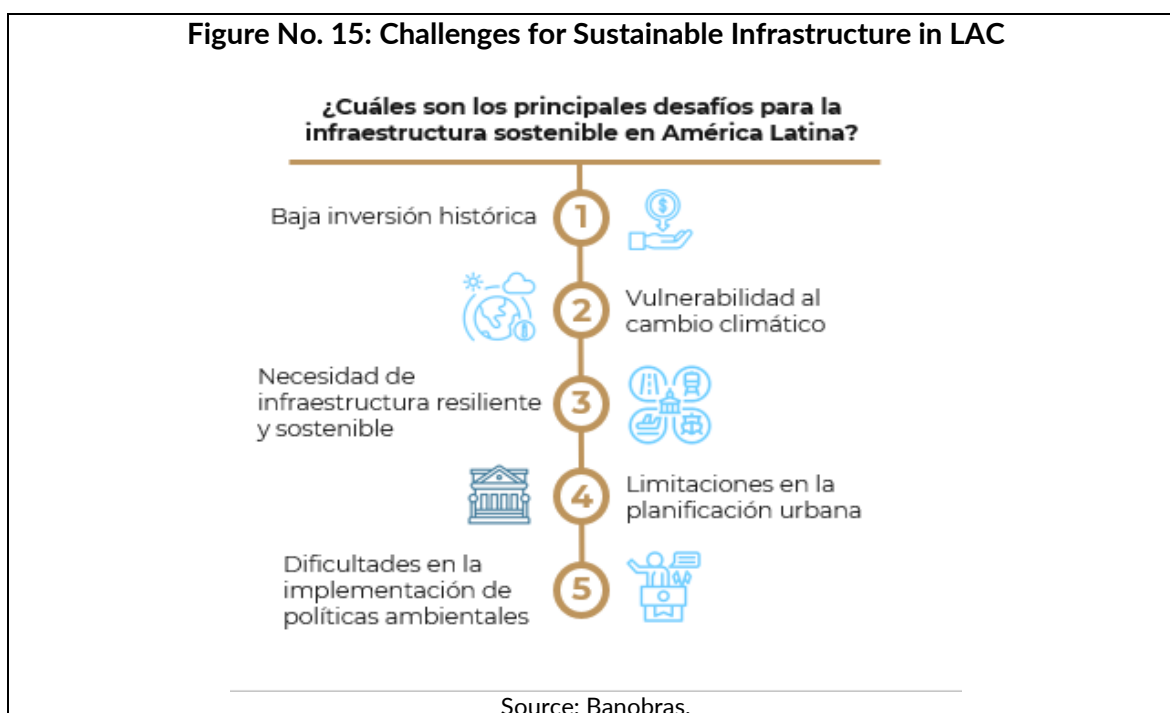 Figure No. 15: Challenges for Sustainable Infrastructure in LAC
¿Cuáles son los principales desafíos para la
infraestructura sostenible en América Latina?
Baja inversión histórica
1
$
2
Vulnerabilidad al
cambio climático
Necesidad de
infraestructura resiliente
y sostenible
3
4
Limitaciones en la
planificación urbana
Dificultades en la
implementación de
políticas ambientales
5
Source: Banobras.